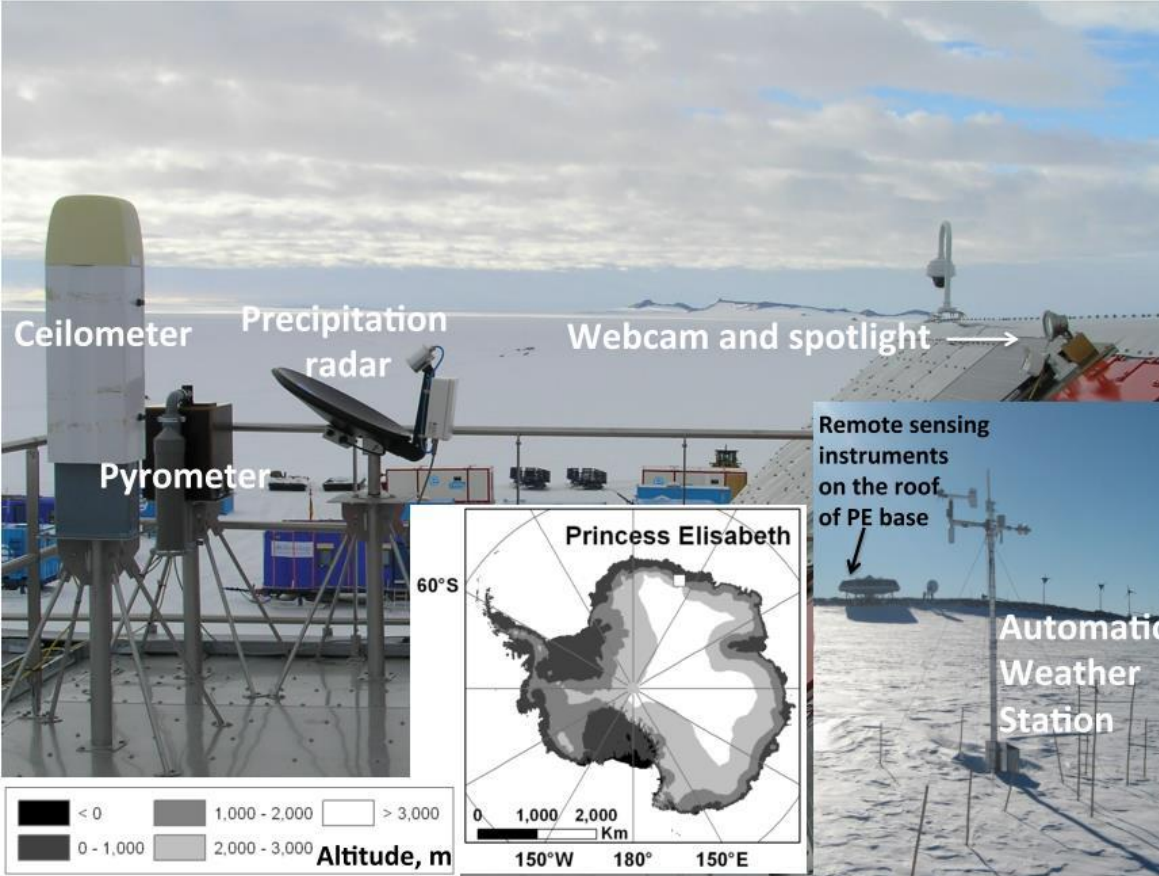 Ceilometer
Precipitation
radar
Webcam and spotlight
Pyrometer
Remote sensing
instruments
on the roof
of PE base
Automatic
Weather
Station
Princess Elisabeth
60°S
0 1,000 2,000
Km
150°W 180° 150°E
< 0 1,000 - 2,000 > 3,000
0 - 1,000 2,000 - 3,000 Altitude, m